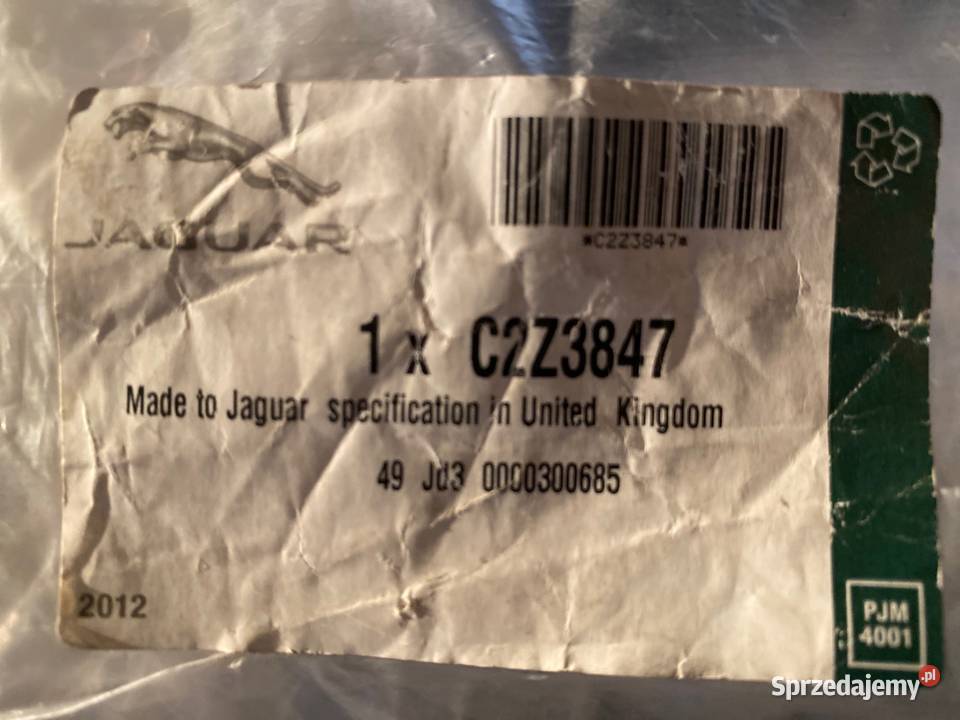 JAGUAR
*C2Z3847*
1 x C2Z3847
Made to Jaguar specification in United Kingdom
49 Jd3 0000300685
2012
PJM
4001
Sprzedajemy.pl